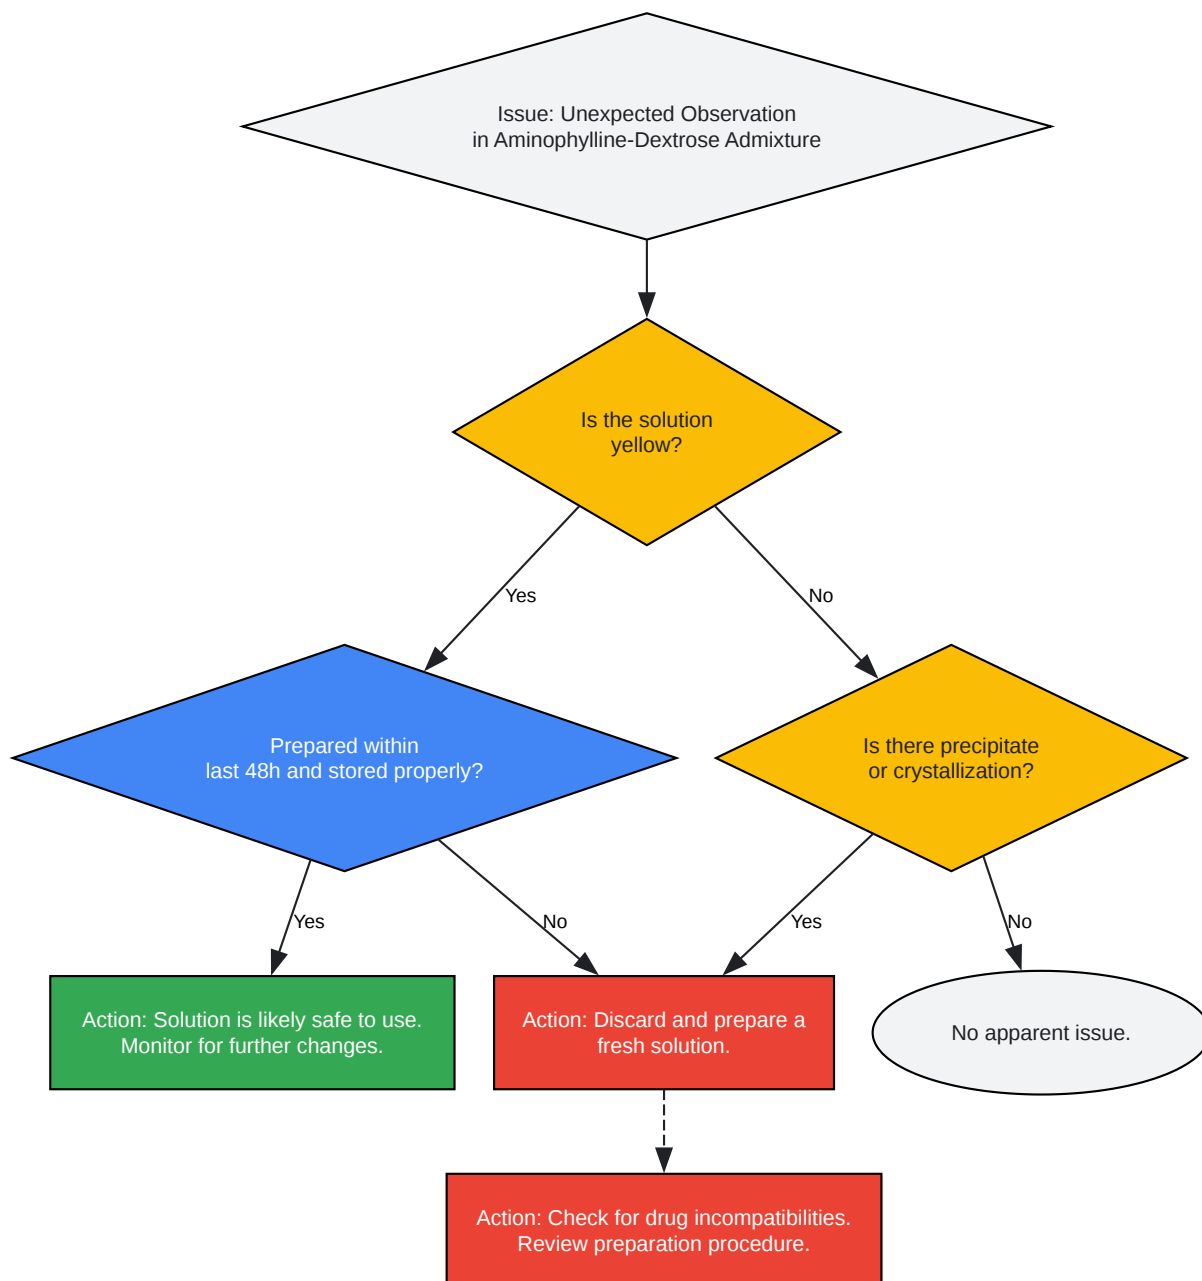 Issue: Unexpected Observation
in Aminophylline-Dextrose Admixture
Is the solution
yellow?
Yes
No
Prepared within
last 48h and stored properly?
Is there precipitate
or crystallization?
Yes
No
Yes
No
Action: Solution is likely safe to use.
Monitor for further changes.
Action: Discard and prepare a
fresh solution.
No apparent issue.
Action: Check for drug incompatibilities.
Review preparation procedure.